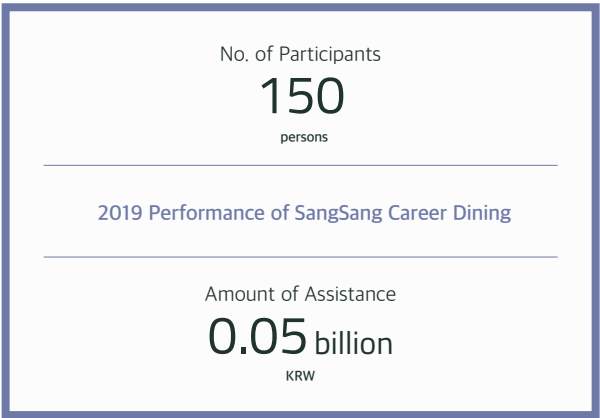 No. of Participants
150
persons
2019 Performance of SangSang Career Dining
Amount of Assistance
0.05 billion
KRW